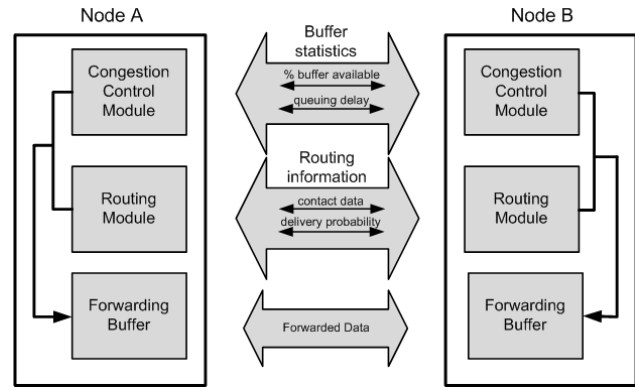 Node A
Node B
Buffer
statistics
% buffer available
queuing delay
Congestion
Control
Module
Congestion
Control
Module
Routing
information
contact data
delivery probability
Routing
Module
Routing
Module
Forwarding
Buffer
Forwarded Data
Forwarding
Buffer